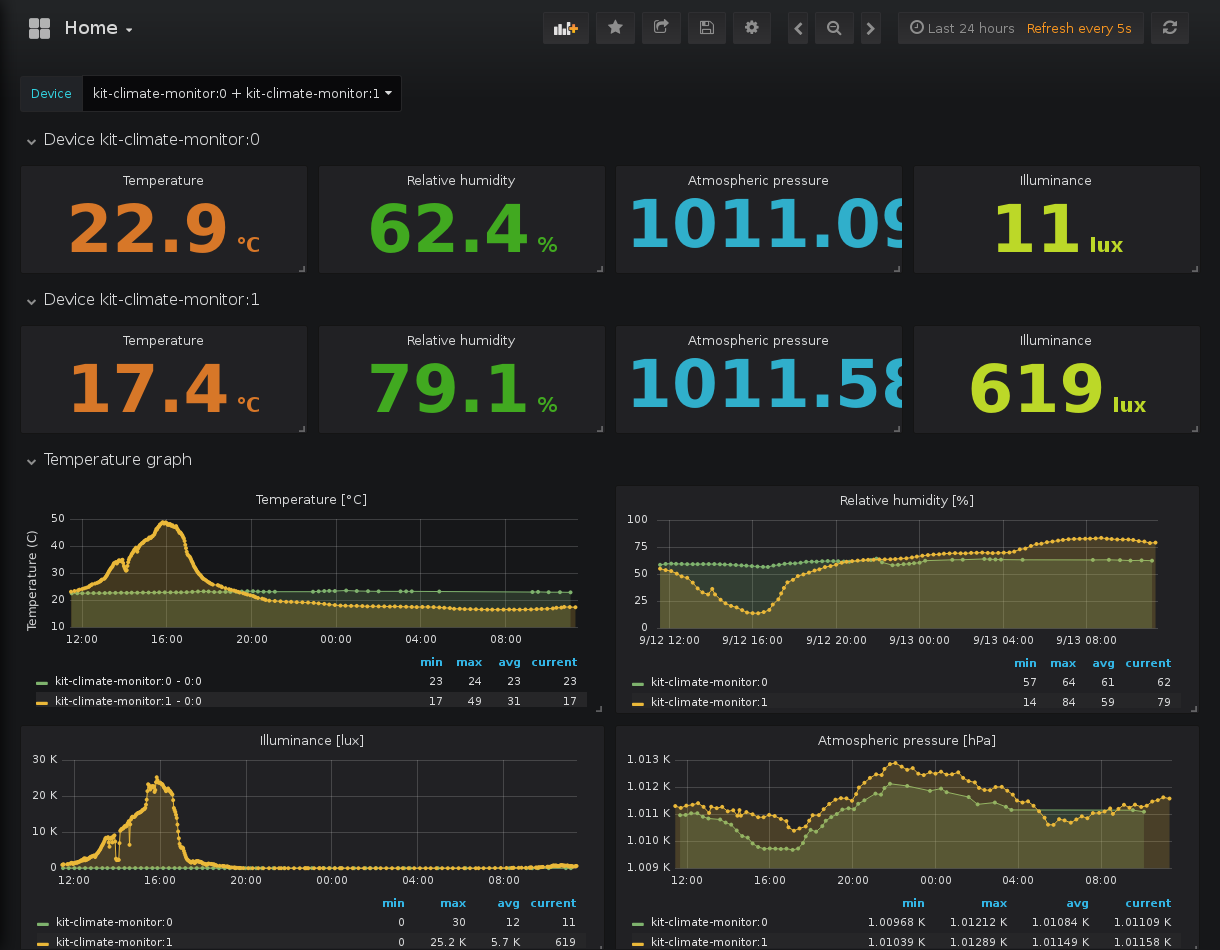 Home
Last 24 hours Refresh every 5s
Device kit-climate-monitor:0 + kit-climate-monitor:1
Device kit-climate-monitor:0
Temperature Relative humidity Atmospheric pressure Illuminance
22.9 °C 62.4 % 1011.09 11 lux
Device kit-climate-monitor:1
Temperature Relative humidity Atmospheric pressure Illuminance
17.4 °C 79.1 % 1011.58 619 lux
Temperature graph
Temperature [°C]
Temperature (C)
50
40
30
20
10
12:00 16:00 20:00 00:00 04:00 08:00
min max avg current
kit-climate-monitor:0 - 0:0 23 24 23 23
kit-climate-monitor:1 - 0:0 17 49 31 17
Relative humidity [%]
100
75
50
25
0
9/12 12:00 9/12 16:00 9/12 20:00 9/13 00:00 9/13 04:00 9/13 08:00
min max avg current
kit-climate-monitor:0 57 64 61 62
kit-climate-monitor:1 14 84 59 79
Illuminance [lux]
30 K
20 K
10 K
0
12:00 16:00 20:00 00:00 04:00 08:00
min max avg current
kit-climate-monitor:0 0 30 12 11
kit-climate-monitor:1 0 25.2 K 5.7 K 619
Atmospheric pressure [hPa]
1.013 K
1.012 K
1.011 K
1.010 K
1.009 K
12:00 16:00 20:00 00:00 04:00 08:00
min max avg current
kit-climate-monitor:0 1.00968 K 1.01212 K 1.01084 K 1.01109 K
kit-climate-monitor:1 1.01039 K 1.01289 K 1.01149 K 1.01158 K